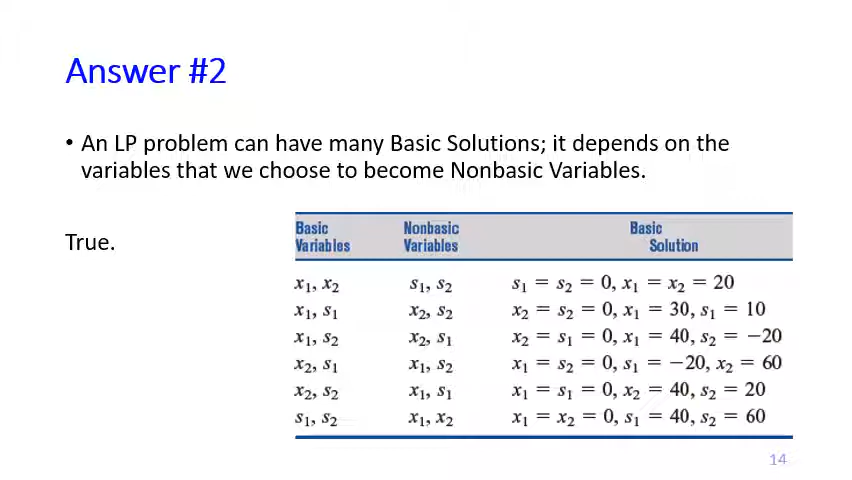 Answer #2
• An LP problem can have many Basic Solutions; it depends on the
variables that we choose to become Nonbasic Variables.
True.
Basic Variables Nonbasic Variables Basic Solution
x₁, x₂ s₁, s₂ s₁ = s₂ = 0, x₁ = x₂ = 20
x₁, s₁ x₂, s₂ x₂ = s₂ = 0, x₁ = 30, s₁ = 10
x₁, s₂ x₂, s₁ x₂ = s₁ = 0, x₁ = 40, s₂ = −20
x₂, s₁ x₁, s₂ x₁ = s₂ = 0, s₁ = −20, x₂ = 60
x₂, s₂ x₁, s₁ x₁ = s₁ = 0, x₂ = 40, s₂ = 20
s₁, s₂ x₁, x₂ x₁ = x₂ = 0, s₁ = 40, s₂ = 60
14